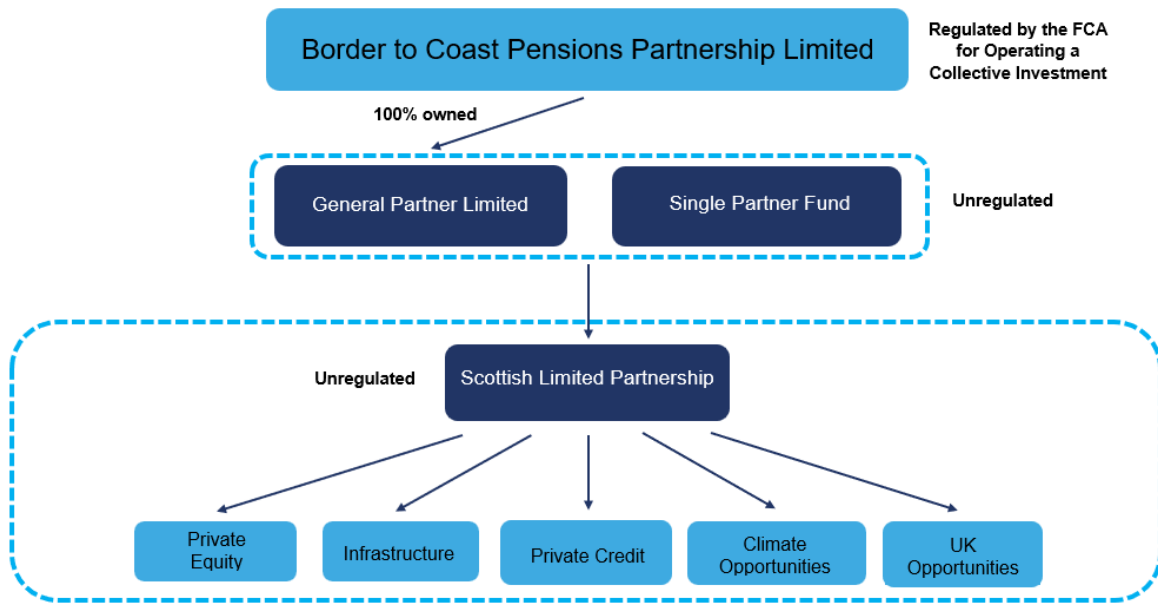 Border to Coast Pensions Partnership Limited
Regulated by the FCA
for Operating a
Collective Investment
100% owned
General Partner Limited
Single Partner Fund
Unregulated
Unregulated
Scottish Limited Partnership
Private
Equity
Infrastructure
Private Credit
Climate
Opportunities
UK
Opportunities